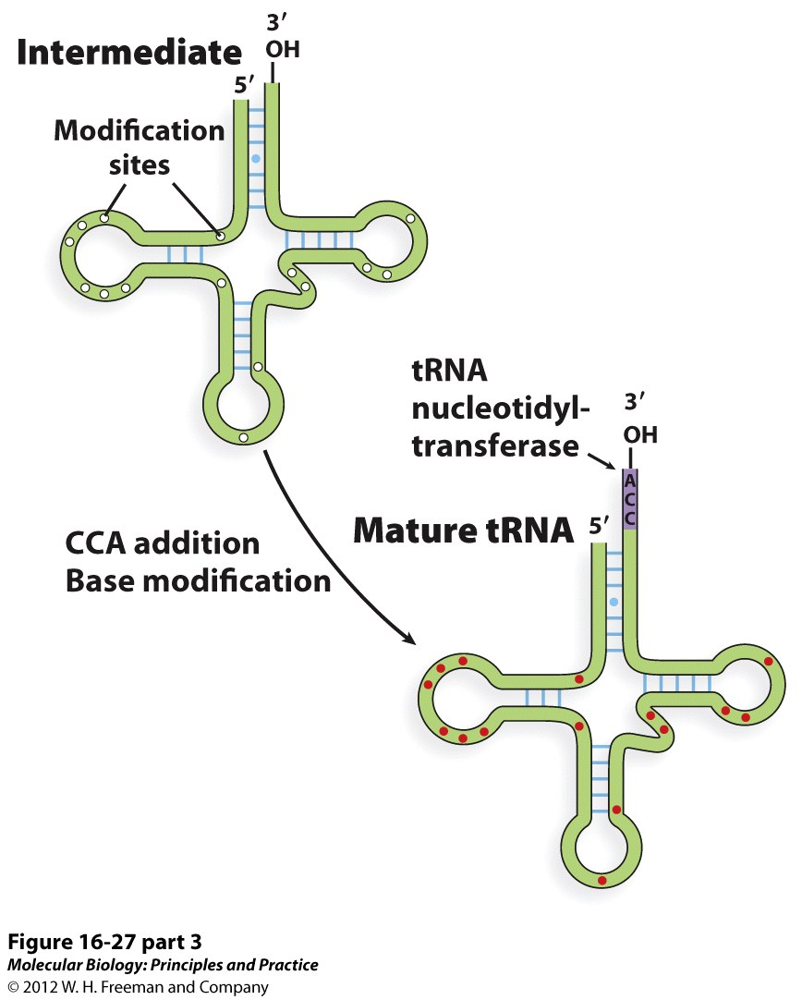 3′
OH
Intermediate
5′
Modification
sites
tRNA
nucleotidyl-
transferase
3′
OH
A
C
C
Mature tRNA
5′
CCA addition
Base modification
Figure 16-27 part 3
Molecular Biology: Principles and Practice
© 2012 W. H. Freeman and Company